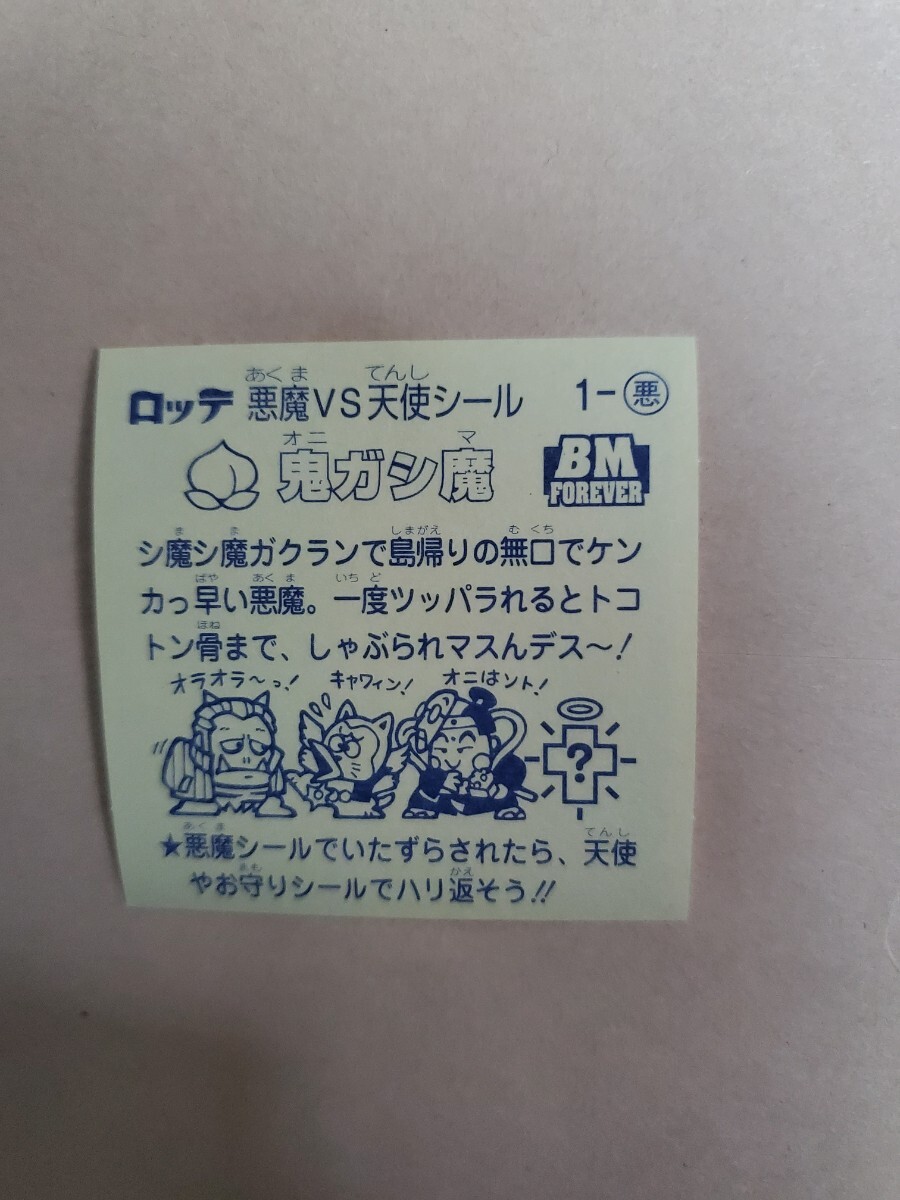 ロッテ 悪魔VS天使シール 1-悪
あくま てんし
鬼ガシ魔
オニ マ
BM
FOREVER
シ魔シ魔ガクランで島帰りの無口でケン
ま ま しまがえ むくち
カっ早い悪魔。一度ツッパラれるとトコ
ぱや あくま いちど
トン骨まで、しゃぶられマスんデス〜!
ほね
オラオラ〜っ! キャワィン! オニはソト!
?
★悪魔シールでいたずらされたら、天使
あくま てんし
やお守りシールでハリ返そう!!
まも かえ